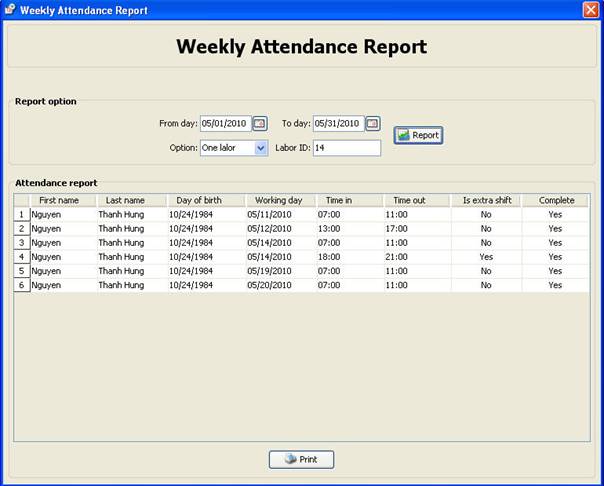 Weekly Attendance Report
Weekly Attendance Report
Report option
From day: 05/01/2010 To day: 05/31/2010 Report
Option: One lalor Labor ID: 14
Attendance report
First name Last name Day of birth Working day Time in Time out Is extra shift Complete
1 Nguyen Thanh Hung 10/24/1984 05/11/2010 07:00 11:00 No Yes
2 Nguyen Thanh Hung 10/24/1984 05/12/2010 13:00 17:00 No Yes
3 Nguyen Thanh Hung 10/24/1984 05/14/2010 07:00 11:00 No Yes
4 Nguyen Thanh Hung 10/24/1984 05/14/2010 18:00 21:00 Yes Yes
5 Nguyen Thanh Hung 10/24/1984 05/19/2010 07:00 11:00 No Yes
6 Nguyen Thanh Hung 10/24/1984 05/20/2010 07:00 11:00 No Yes
Print